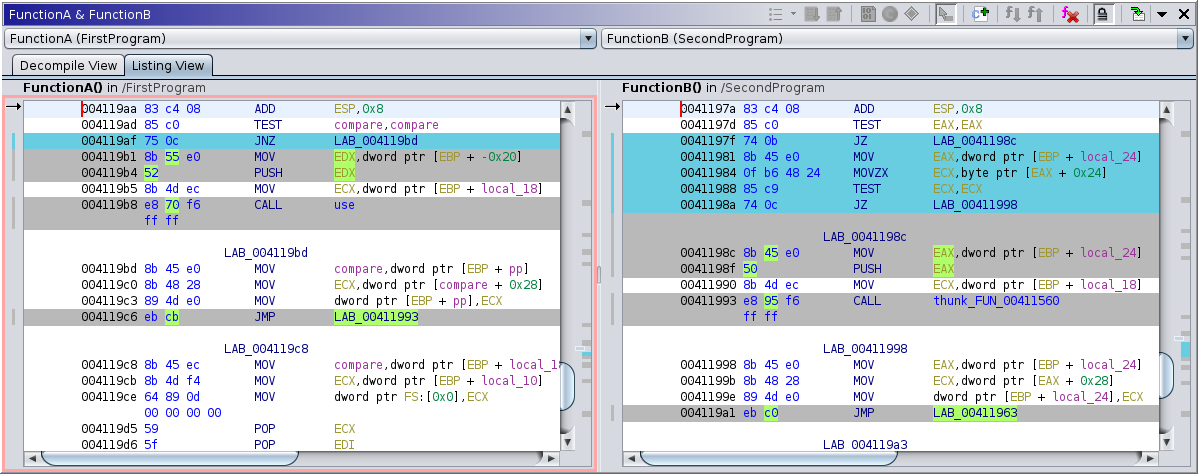 FunctionA & FunctionB
FunctionA (FirstProgram)
FunctionB (SecondProgram)
Decompile View
Listing View
FunctionA() in /FirstProgram
004119aa 83 c4 08 ADD ESP,0x8
004119ad 85 c0 TEST compare,compare
004119af 75 0c JNZ LAB_004119bd
004119b1 8b 55 e0 MOV EDX,dword ptr [EBP + -0x20]
004119b4 52 PUSH EDX
004119b5 8b 4d ec MOV ECX,dword ptr [EBP + local_18]
004119b8 e8 70 f6 CALL use
ff ff
LAB_004119bd
004119bd 8b 45 e0 MOV compare,dword ptr [EBP + pp]
004119c0 8b 48 28 MOV ECX,dword ptr [compare + 0x28]
004119c3 89 4d e0 MOV dword ptr [EBP + pp],ECX
004119c6 eb cb JMP LAB_00411993
LAB_004119c8
004119c8 8b 45 ec MOV compare,dword ptr [EBP + local_1
004119cb 8b 4d f4 MOV ECX,dword ptr [EBP + local_10]
004119ce 64 89 0d MOV dword ptr FS:[0x0],ECX
00 00 00 00
004119d5 59 POP ECX
004119d6 5f POP EDI
FunctionB() in /SecondProgram
0041197a 83 c4 08 ADD ESP,0x8
0041197d 85 c0 TEST EAX,EAX
0041197f 74 0b JZ LAB_0041198c
00411981 8b 45 e0 MOV EAX,dword ptr [EBP + local_24]
00411984 0f b6 48 24 MOVZX ECX,byte ptr [EAX + 0x24]
00411988 85 c9 TEST ECX,ECX
0041198a 74 0c JZ LAB_00411998
LAB_0041198c
0041198c 8b 45 e0 MOV EAX,dword ptr [EBP + local_24]
0041198f 50 PUSH EAX
00411990 8b 4d ec MOV ECX,dword ptr [EBP + local_18]
00411993 e8 95 f6 CALL thunk_FUN_00411560
ff ff
LAB_00411998
00411998 8b 45 e0 MOV EAX,dword ptr [EBP + local_24]
0041199b 8b 48 28 MOV ECX,dword ptr [EAX + 0x28]
0041199e 89 4d e0 MOV dword ptr [EBP + local_24],ECX
004119a1 eb c0 JMP LAB_00411963
LAB_004119a3